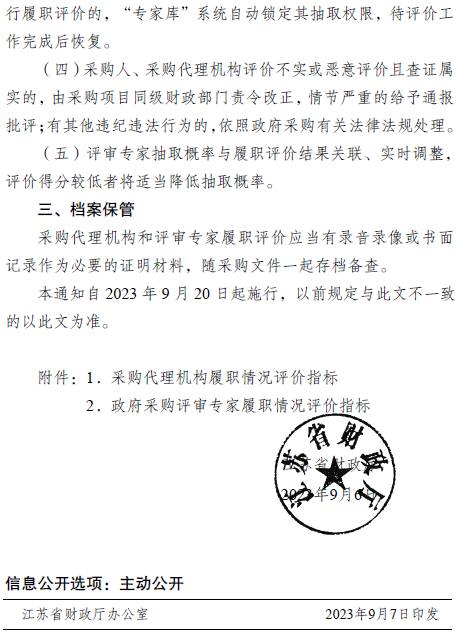 行履职评价的，“专家库”系统自动锁定其抽取权限，待评价工
作完成后恢复。
（四）采购人、采购代理机构评价不实或恶意评价且查证属
实的，由采购项目同级财政部门责令改正，情节严重的给予通报
批评；有其他违纪违法行为的，依照政府采购有关法律法规处理。
（五）评审专家抽取概率与履职评价结果关联、实时调整，
评价得分较低者将适当降低抽取概率。
三、档案保管
采购代理机构和评审专家履职评价应当有录音录像或书面
记录作为必要的证明材料，随采购文件一起存档备查。
本通知自 2023 年 9 月 20 日起施行，以前规定与此文不一致
的以此文为准。
附件：1．采购代理机构履职情况评价指标
2．政府采购评审专家履职情况评价指标
江苏省财政厅
江苏省财政厅
2023年9月6日
信息公开选项：主动公开
江苏省财政厅办公室 2023年9月7日印发